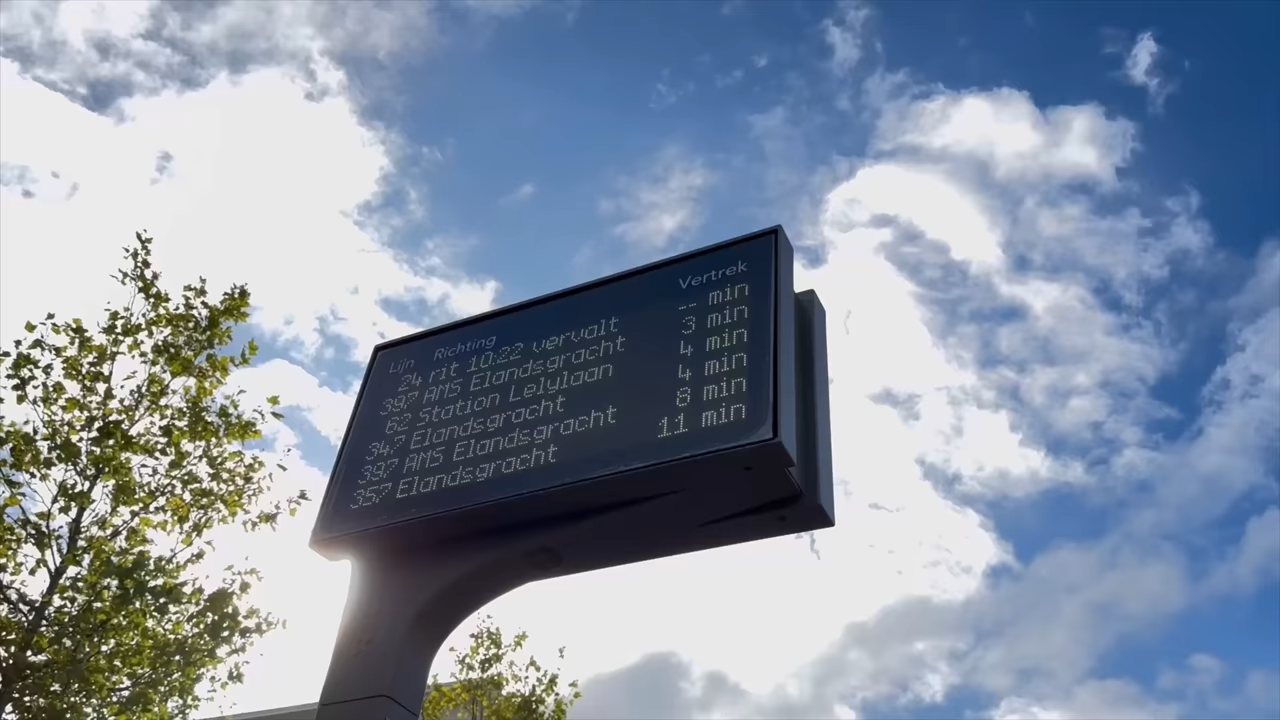 Lijn Richting Vertrek
24 rit 10:22 vervalt -- min
397 AMS Elandsgracht 3 min
62 Station Lelylaan 4 min
347 Elandsgracht 4 min
397 AMS Elandsgracht 8 min
357 Elandsgracht 11 min